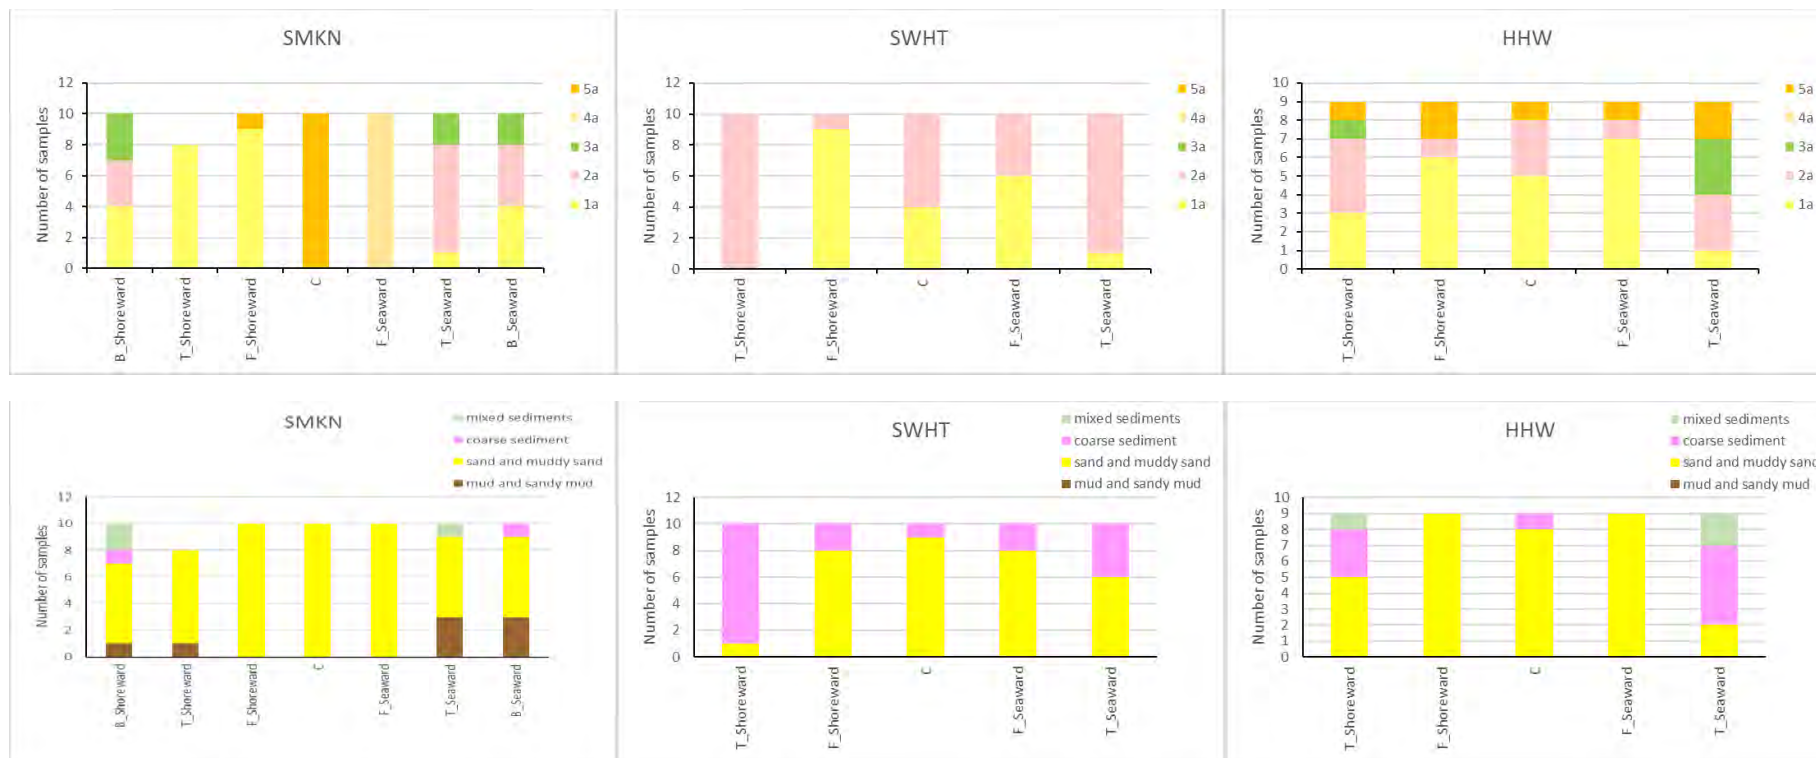 SMKN
Number of samples
12
10
8
6
4
2
0
B_Shoreward
T_Shoreward
F_Shoreward
C
F_Seaward
T_Seaward
B_Seaward
5a
4a
3a
2a
1a
SWHT
Number of samples
12
10
8
6
4
2
0
T_Shoreward
F_Shoreward
C
F_Seaward
T_Seaward
5a
4a
3a
2a
1a
HHW
Number of samples
10
9
8
7
6
5
4
3
2
1
0
T_Shoreward
F_Shoreward
C
F_Seaward
T_Seaward
5a
4a
3a
2a
1a
SMKN
mixed sediments
coarse sediment
sand and muddy sand
mud and sandy mud
Number of samples
12
10
8
6
4
2
0
B_Shoreward
T_Shoreward
F_Shoreward
C
F_Seaward
T_Seaward
B_Seaward
SWHT
mixed sediments
coarse sediment
sand and muddy sand
mud and sandy mud
Number of samples
12
10
8
6
4
2
0
T_Shoreward
F_Shoreward
C
F_Seaward
T_Seaward
HHW
mixed sediments
coarse sediment
sand and muddy sand
mud and sandy mud
Number of samples
10
9
8
7
6
5
4
3
2
1
0
T_Shoreward
F_Shoreward
C
F_Seaward
T_Seaward